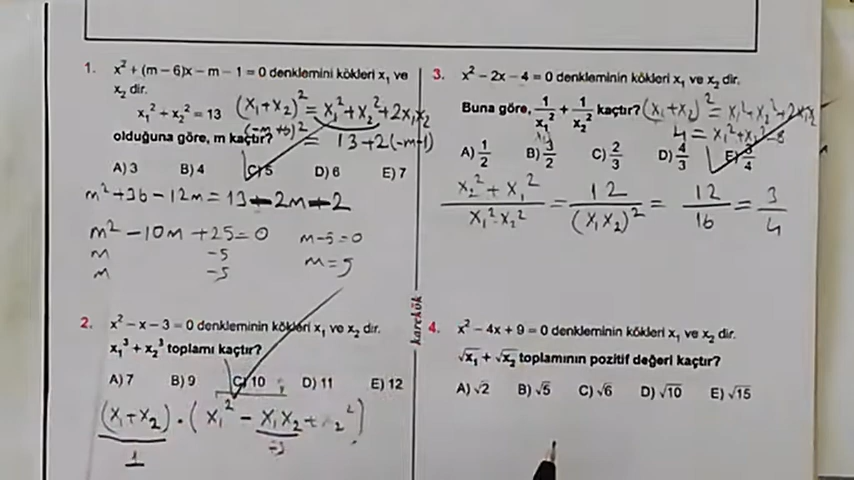 1. x² + (m – 6)x – m – 1 = 0 denklemini kökleri x₁ ve
x₂ dir.
x₁² + x₂² = 13
(x₁+x₂)² = x₁²+x₂²+2x₁x₂
olduğuna göre, m kaçtır?
(-m+6)² = 13+2(-m-1)
A) 3 B) 4 C) 5 D) 6 E) 7
m²+36-12m=13-2m-2
m²-10m+25=0
m -5
m -5
m-5=0
m=5
2. x² – x – 3 = 0 denkleminin kökleri x₁ ve x₂ dir.
x₁³ + x₂³ toplamı kaçtır?
A) 7 B) 9 C) 10 D) 11 E) 12
(x₁+x₂)·(x₁²-x₁x₂+x₂²)
1 -3
karekök
3. x² – 2x – 4 = 0 denkleminin kökleri x₁ ve x₂ dir.
Buna göre, 1/x₁² + 1/x₂² kaçtır?
(x₁+x₂)² = x₁²+x₂²+2x₁x₂
4 = x₁²+x₂²-8
A) 1/2 B) 3/2 C) 2/3 D) 4/3 E) 3/4
(x₂²+x₁²)/(x₁²·x₂²) = 12/(x₁x₂)² = 12/16 = 3/4
4. x² – 4x + 9 = 0 denkleminin kökleri x₁ ve x₂ dir.
√x₁ + √x₂ toplamının pozitif değeri kaçtır?
A) √2 B) √5 C) √6 D) √10 E) √15